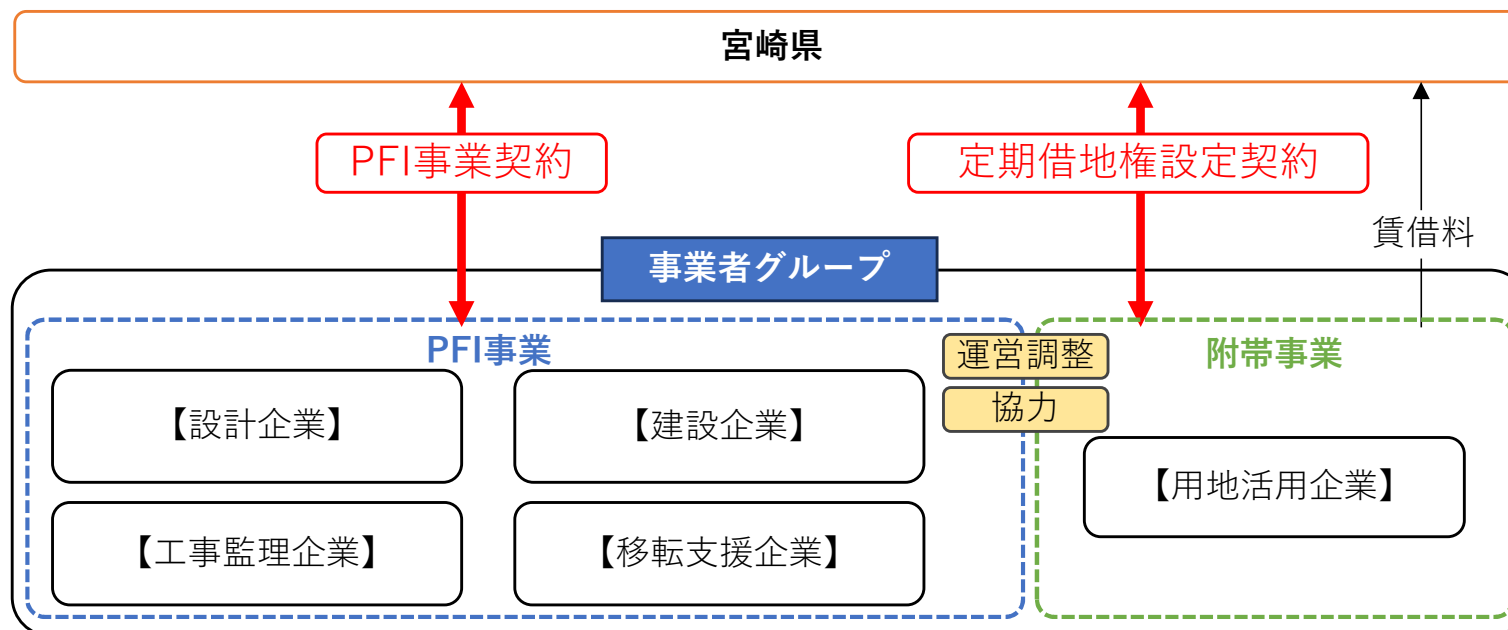 宮崎県
PFI事業契約
定期借地権設定契約
賃借料
事業者グループ
PFI事業
運営調整
附帯事業
協力
【設計企業】
【建設企業】
【用地活用企業】
【工事監理企業】
【移転支援企業】